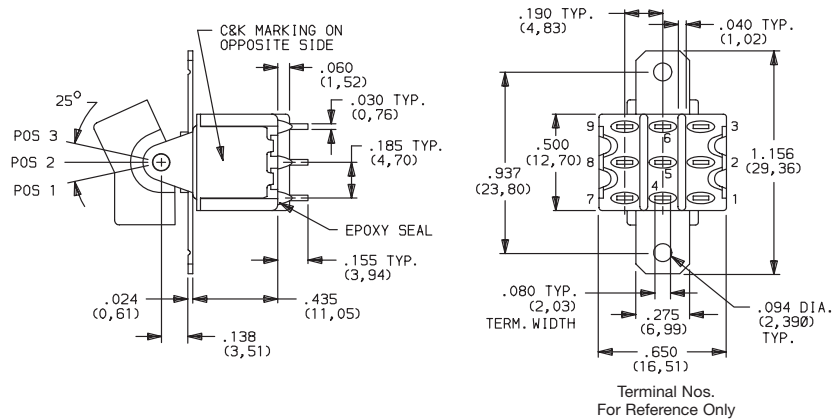 C&K MARKING ON
OPPOSITE SIDE
.060
(1,52)
.030 TYP.
(0,76)
25°
POS 3
POS 2
POS 1
.185 TYP.
(4,70)
EPOXY SEAL
.155 TYP.
(3,94)
.024
(0,61)
.435
(11,05)
.138
(3,51)
.190 TYP.
(4,83)
.040 TYP.
(1,02)
9
6
3
.500
(12,70)
8
5
2
1.156
(29,36)
.937
(23,80)
7
4
1
.080 TYP.
(2,03)
TERM. WIDTH
.275
(6,99)
.094 DIA.
(2,390)
TYP.
.650
(16,51)
Terminal Nos.
For Reference Only